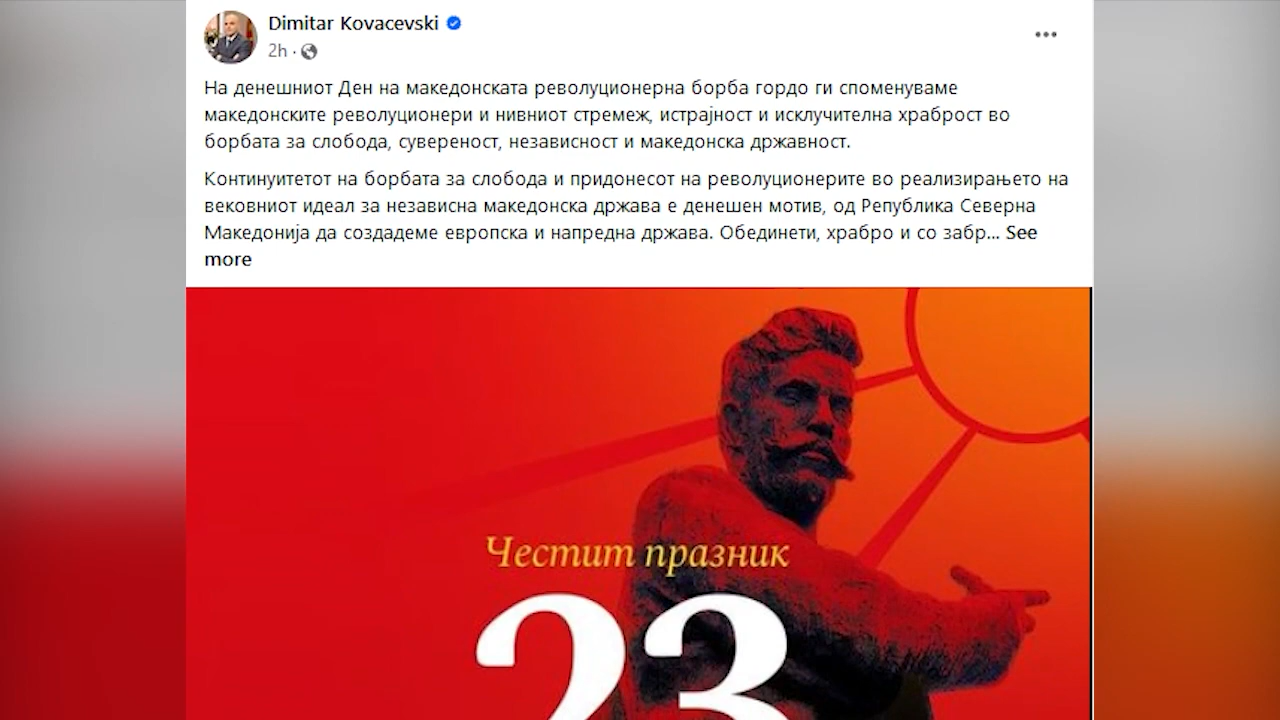 Dimitar Kovacevski
2h ·
На денешниот Ден на македонската револуционерна борба гордо ги споменуваме
македонските револуционери и нивниот стремеж, истрајност и исклучителна храброст во
борбата за слобода, сувереност, независност и македонска државност.
Континуитетот на борбата за слобода и придонесот на револуционерите во реализирањето на
вековниот идеал за независна македонска држава е денешен мотив, од Република Северна
Македонија да создадеме европска и напредна држава. Обединети, храбро и со забр... See
more
Честит празник
23